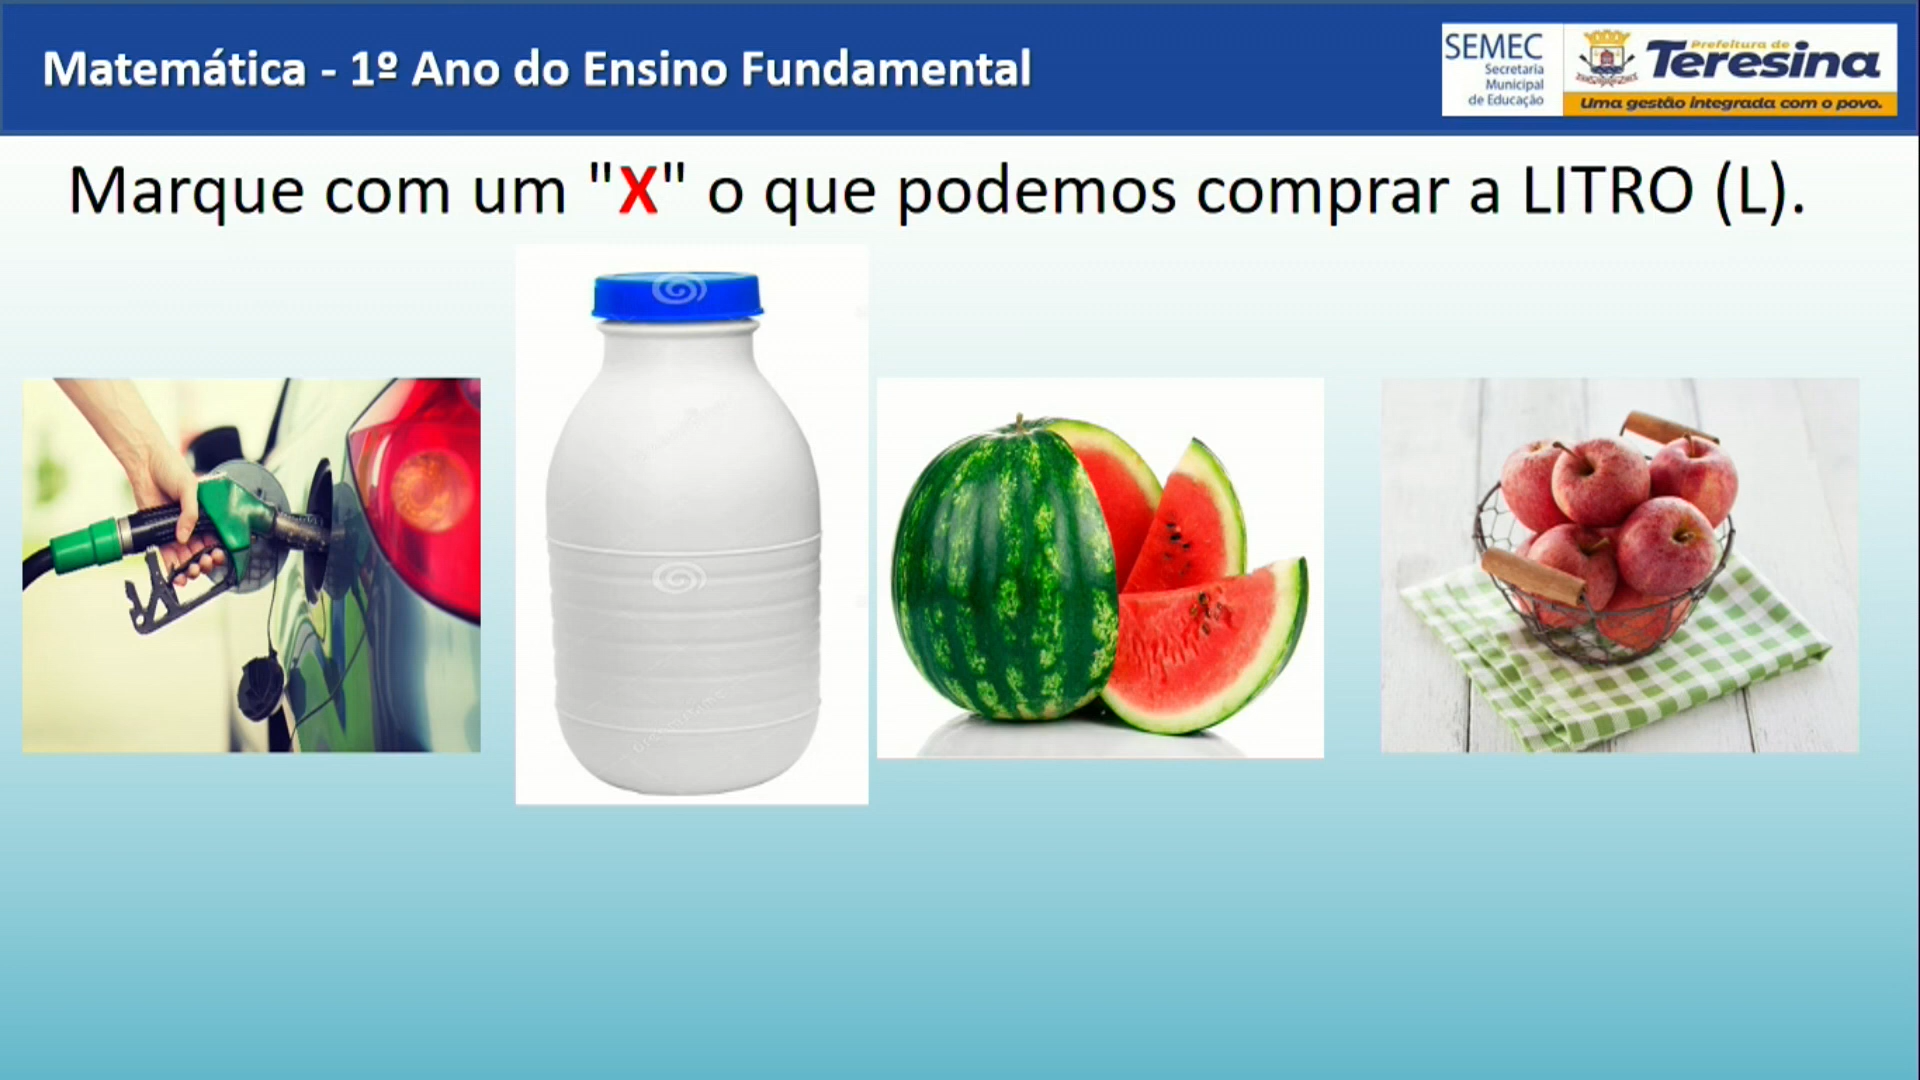 Matemática - 1º Ano do Ensino Fundamental
SEMEC
Secretaria
Municipal
de Educação
Prefeitura de
Teresina
Uma gestão integrada com o povo.
Marque com um "X" o que podemos comprar a LITRO (L).